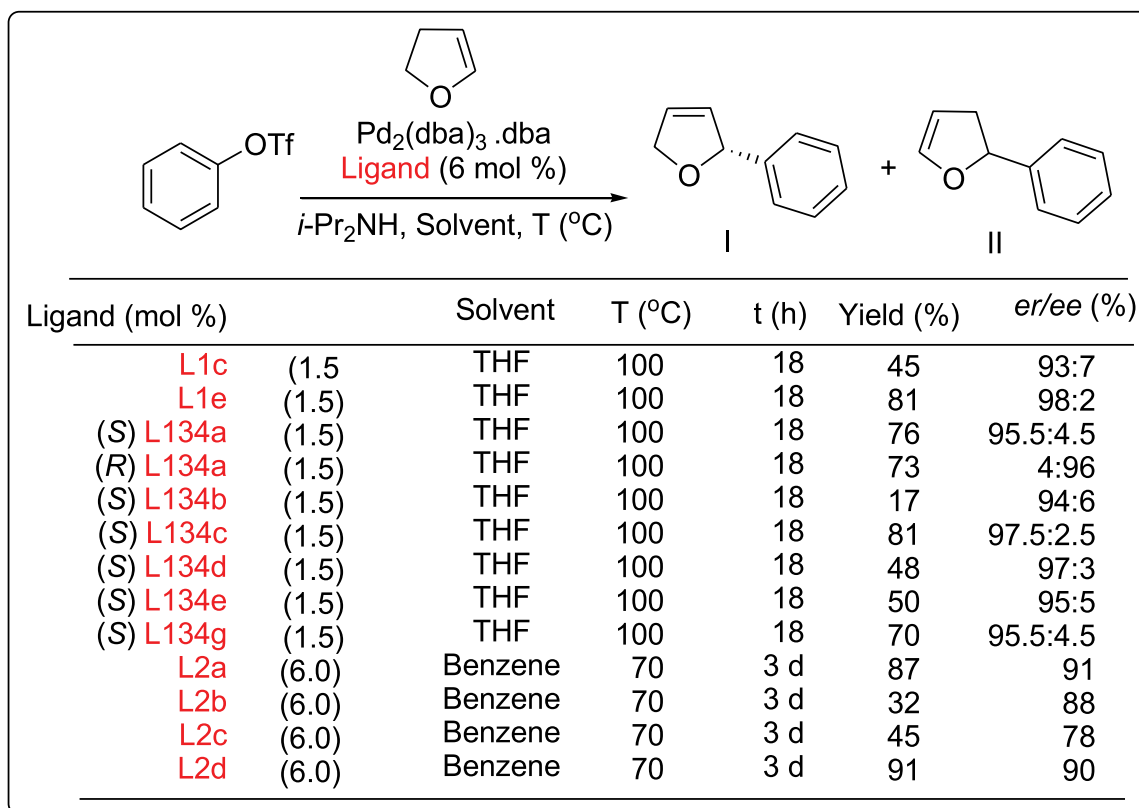 O
OTf
Pd2(dba)3 .dba
Ligand (6 mol %)
i-Pr2NH, Solvent, T (oC)
O
I
+
O
II
Ligand (mol %) Solvent T (oC) t (h) Yield (%) er/ee (%)
L1c (1.5 THF 100 18 45 93:7
L1e (1.5) THF 100 18 81 98:2
(S) L134a (1.5) THF 100 18 76 95.5:4.5
(R) L134a (1.5) THF 100 18 73 4:96
(S) L134b (1.5) THF 100 18 17 94:6
(S) L134c (1.5) THF 100 18 81 97.5:2.5
(S) L134d (1.5) THF 100 18 48 97:3
(S) L134e (1.5) THF 100 18 50 95:5
(S) L134g (1.5) THF 100 18 70 95.5:4.5
L2a (6.0) Benzene 70 3 d 87 91
L2b (6.0) Benzene 70 3 d 32 88
L2c (6.0) Benzene 70 3 d 45 78
L2d (6.0) Benzene 70 3 d 91 90